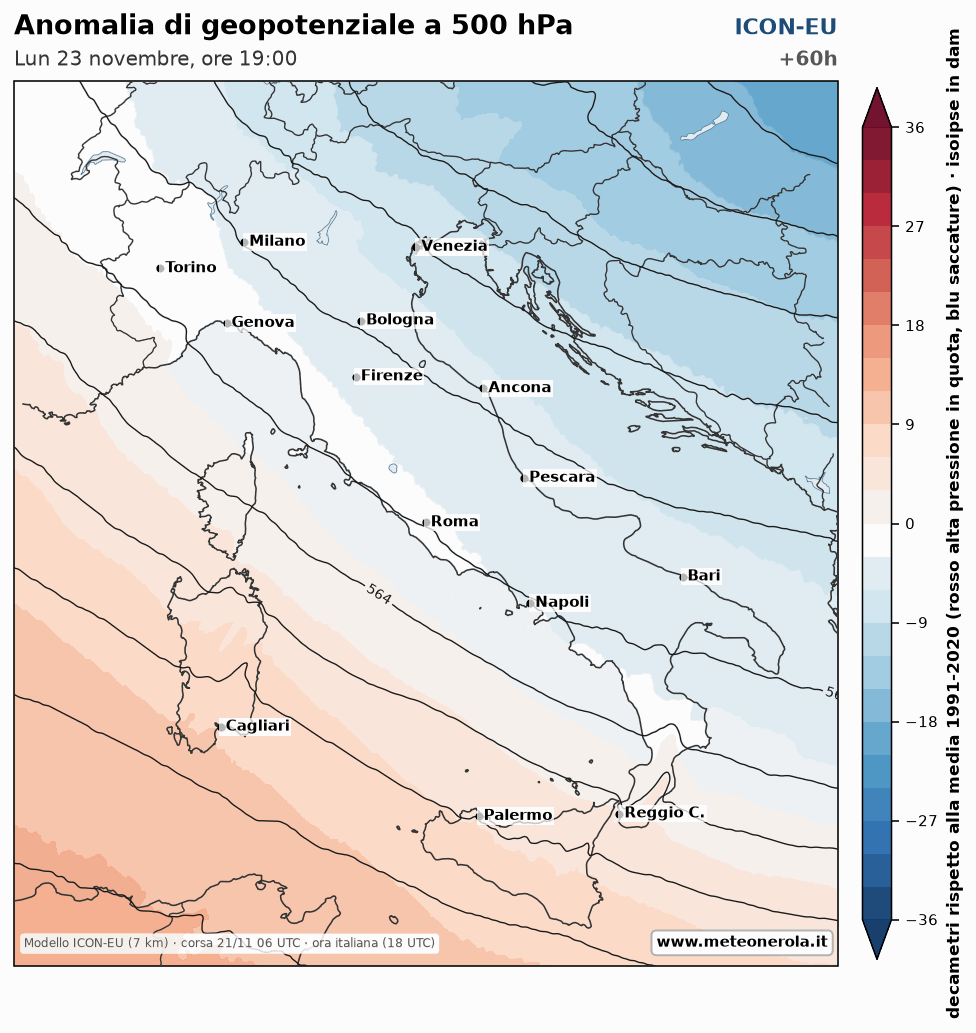 Anomalia di geopotenziale a 500 hPa
ICON-EU
Lun 23 novembre, ore 19:00
+60h
Milano
Venezia
Torino
Genova
Bologna
Firenze
Ancona
Pescara
Roma
Bari
564
Napoli
Cagliari
Palermo
Reggio C.
Modello ICON-EU (7 km) · corsa 21/11 06 UTC · ora italiana (18 UTC)
www.meteonerola.it
36
27
18
9
0
−9
−18
−27
−36
decametri rispetto alla media 1991-2020 (rosso alta pressione in quota, blu saccature) · isoipse in dam